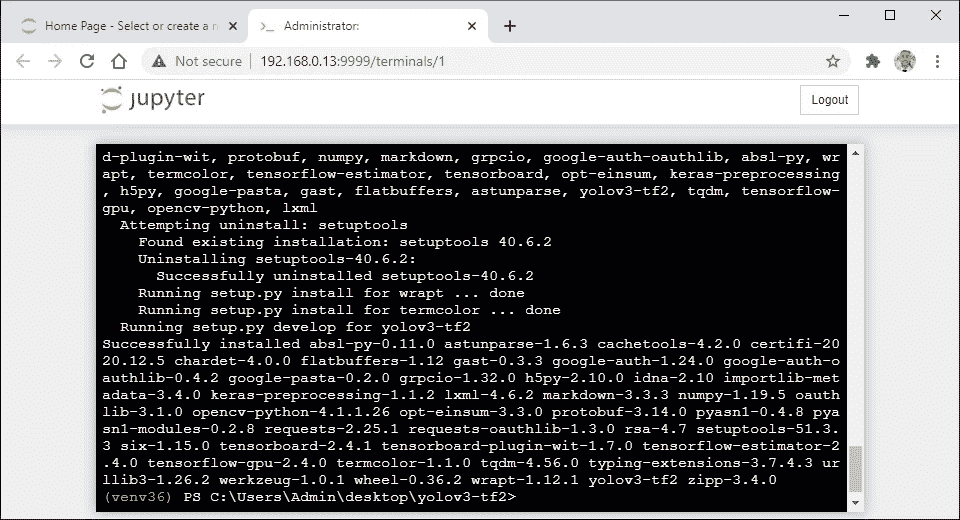 Home Page - Select or create a n
Administrator:
Not secure
192.168.0.13:9999/terminals/1
jupyter
Logout
d-plugin-wit, protobuf, numpy, markdown, grpcio, google-auth-oauthlib, absl-py, wr
apt, termcolor, tensorflow-estimator, tensorboard, opt-einsum, keras-preprocessing
, h5py, google-pasta, gast, flatbuffers, astunparse, yolov3-tf2, tqdm, tensorflow-
gpu, opencv-python, lxml
Attempting uninstall: setuptools
Found existing installation: setuptools 40.6.2
Uninstalling setuptools-40.6.2:
Successfully uninstalled setuptools-40.6.2
Running setup.py install for wrapt ... done
Running setup.py install for termcolor ... done
Running setup.py develop for yolov3-tf2
Successfully installed absl-py-0.11.0 astunparse-1.6.3 cachetools-4.2.0 certifi-20
20.12.5 chardet-4.0.0 flatbuffers-1.12 gast-0.3.3 google-auth-1.24.0 google-auth-o
authlib-0.4.2 google-pasta-0.2.0 grpcio-1.32.0 h5py-2.10.0 idna-2.10 importlib-met
adata-3.4.0 keras-preprocessing-1.1.2 lxml-4.6.2 markdown-3.3.3 numpy-1.19.5 oauth
lib-3.1.0 opencv-python-4.1.1.26 opt-einsum-3.3.0 protobuf-3.14.0 pyasn1-0.4.8 pya
sn1-modules-0.2.8 requests-2.25.1 requests-oauthlib-1.3.0 rsa-4.7 setuptools-51.3.
3 six-1.15.0 tensorboard-2.4.1 tensorboard-plugin-wit-1.7.0 tensorflow-estimator-2
.4.0 tensorflow-gpu-2.4.0 termcolor-1.1.0 tqdm-4.56.0 typing-extensions-3.7.4.3 ur
llib3-1.26.2 werkzeug-1.0.1 wheel-0.36.2 wrapt-1.12.1 yolov3-tf2 zipp-3.4.0
(venv36) PS C:\Users\Admin\desktop\yolov3-tf2>